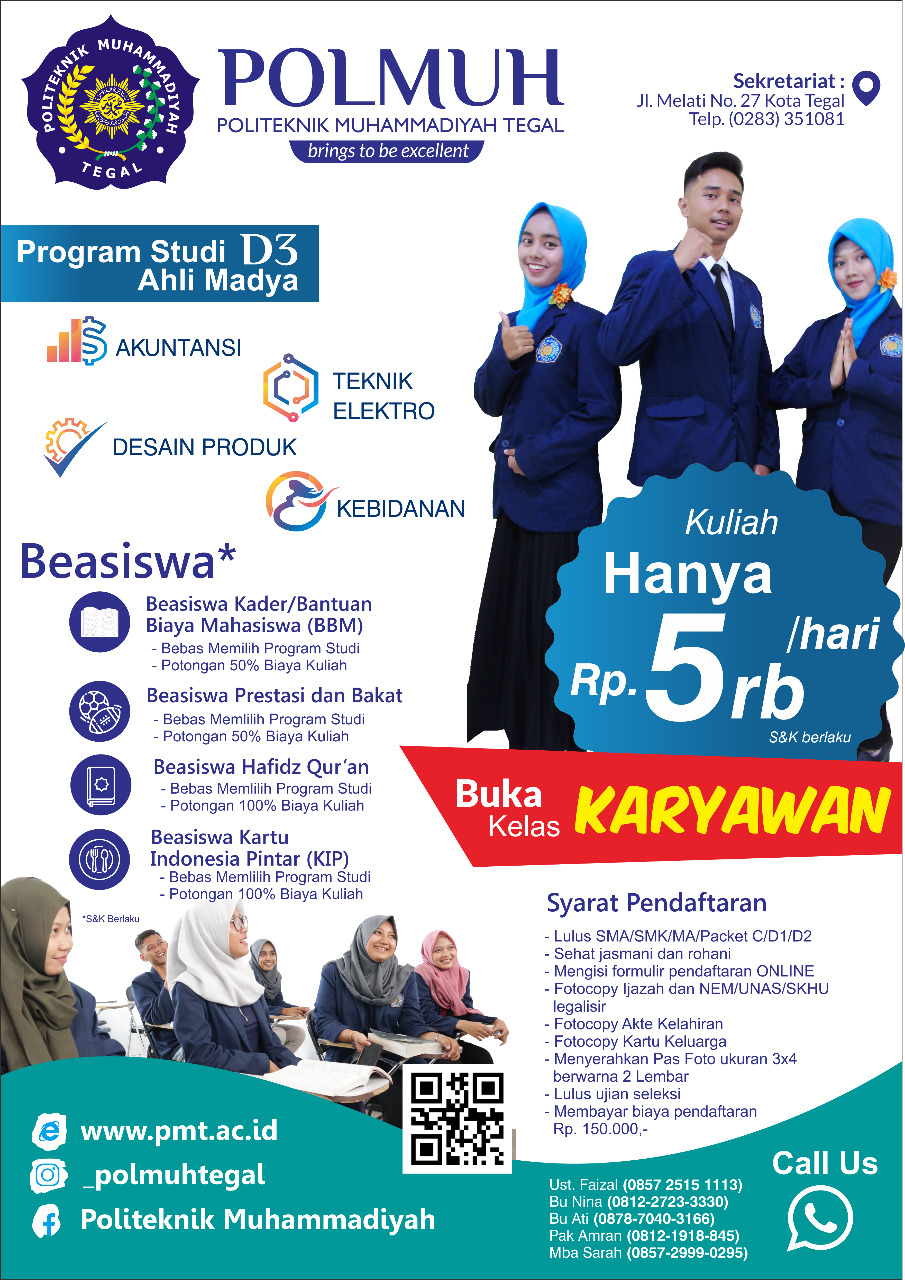 POLITEKNIK MUHAMMADIYAH
TEGAL
POLMUH
POLITEKNIK MUHAMMADIYAH TEGAL
brings to be excellent
Sekretariat :
Jl. Melati No. 27 Kota Tegal
Telp. (0283) 351081
Program Studi D3
Ahli Madya
AKUNTANSI
TEKNIK
ELEKTRO
DESAIN PRODUK
KEBIDANAN
Beasiswa*
Beasiswa Kader/Bantuan
Biaya Mahasiswa (BBM)
- Bebas Memilih Program Studi
- Potongan 50% Biaya Kuliah
Beasiswa Prestasi dan Bakat
- Bebas Memlilih Program Studi
- Potongan 50% Biaya Kuliah
Beasiswa Hafidz Qur'an
- Bebas Memlilih Program Studi
- Potongan 100% Biaya Kuliah
Beasiswa Kartu
Indonesia Pintar (KIP)
- Bebas Memlilih Program Studi
- Potongan 100% Biaya Kuliah
*S&K Berlaku
Kuliah
Hanya
Rp. 5 rb /hari
S&K berlaku
Buka
Kelas KARYAWAN
Syarat Pendaftaran
- Lulus SMA/SMK/MA/Packet C/D1/D2
- Sehat jasmani dan rohani
- Mengisi formulir pendaftaran ONLINE
- Fotocopy Ijazah dan NEM/UNAS/SKHU
legalisir
- Fotocopy Akte Kelahiran
- Fotocopy Kartu Keluarga
- Menyerahkan Pas Foto ukuran 3x4
berwarna 2 Lembar
- Lulus ujian seleksi
- Membayar biaya pendaftaran
Rp. 150.000,-
www.pmt.ac.id
_polmuhtegal
Politeknik Muhammadiyah
Call Us
Ust. Faizal (0857 2515 1113)
Bu Nina (0812-2723-3330)
Bu Ati (0878-7040-3166)
Pak Amran (0812-1918-845)
Mba Sarah (0857-2999-0295)